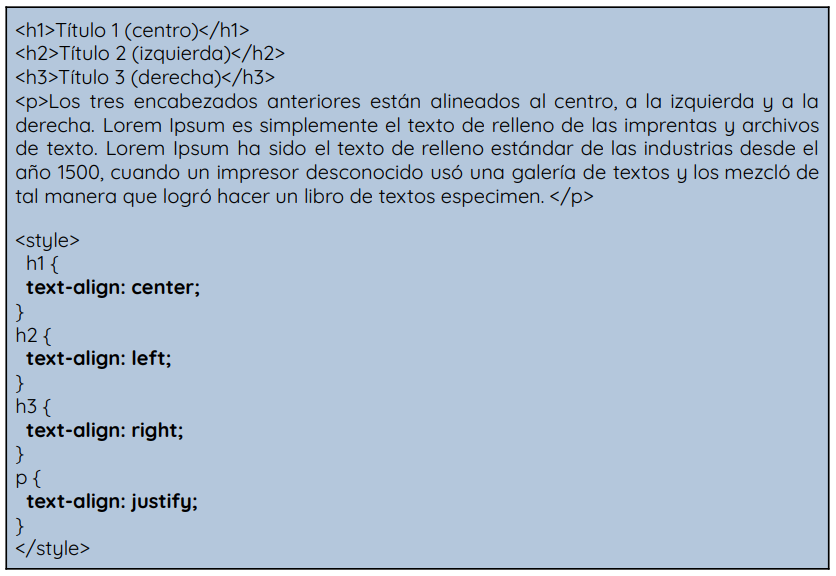 <h1>Título 1 (centro)</h1>
<h2>Título 2 (izquierda)</h2>
<h3>Título 3 (derecha)</h3>
<p>Los tres encabezados anteriores están alineados al centro, a la izquierda y a la
derecha. Lorem Ipsum es simplemente el texto de relleno de las imprentas y archivos
de texto. Lorem Ipsum ha sido el texto de relleno estándar de las industrias desde el
año 1500, cuando un impresor desconocido usó una galería de textos y los mezcló de
tal manera que logró hacer un libro de textos especimen. </p>

<style>
h1 {
text-align: center;
}
h2 {
text-align: left;
}
h3 {
text-align: right;
}
p {
text-align: justify;
}
</style>